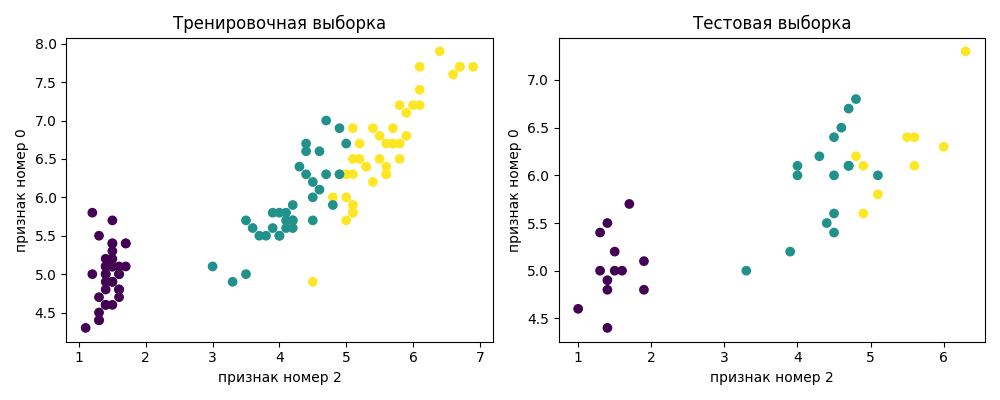 Тренировочная выборка
Тестовая выборка
признак номер 0
8.0
7.5
7.0
6.5
6.0
5.5
5.0
4.5
1 2 3 4 5 6 7
признак номер 2
признак номер 0
7.0
6.5
6.0
5.5
5.0
4.5
1 2 3 4 5 6
признак номер 2